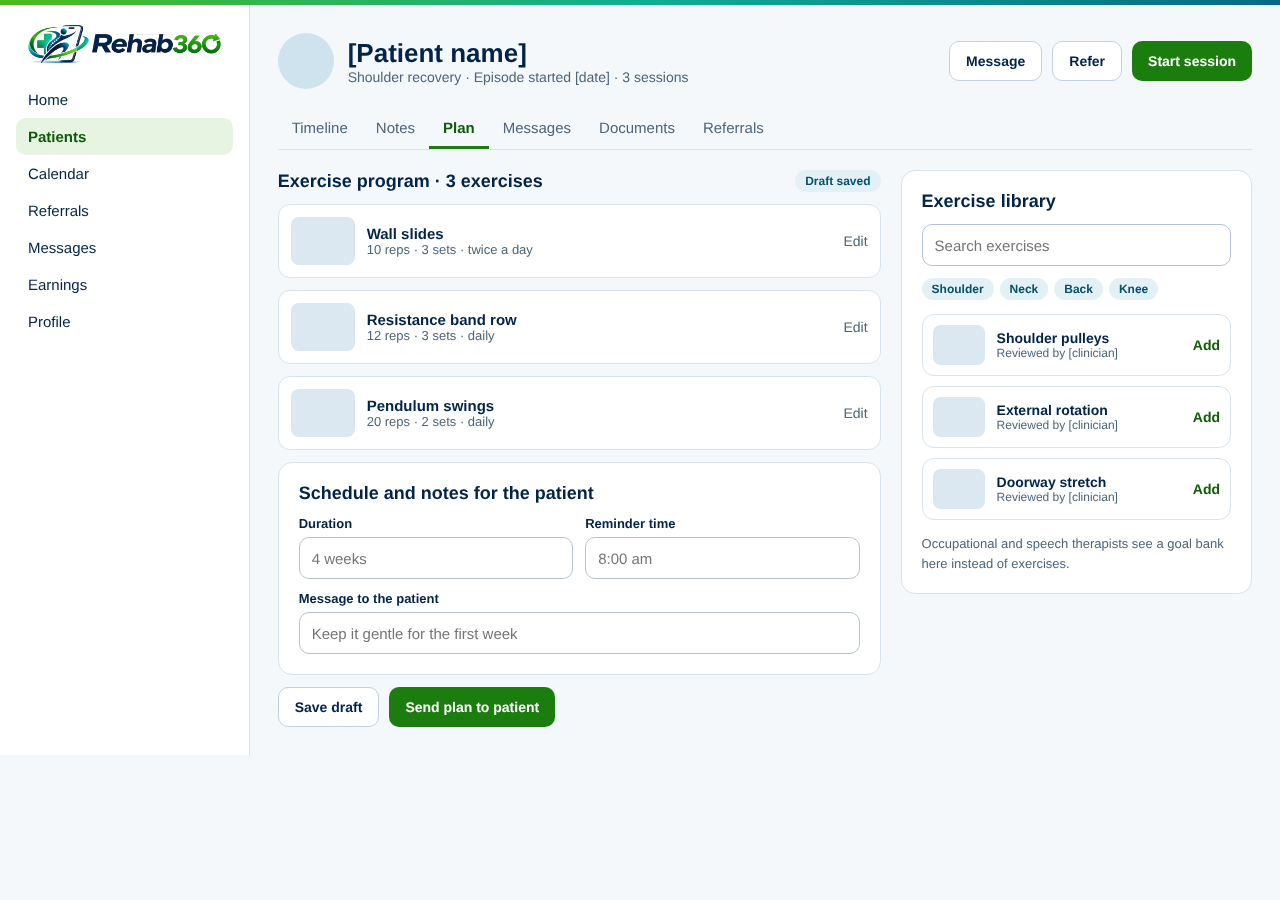 Rehab360
Home
Patients
Calendar
Referrals
Messages
Earnings
Profile
[Patient name]
Shoulder recovery · Episode started [date] · 3 sessions
Message
Refer
Start session
Timeline
Notes
Plan
Messages
Documents
Referrals
Exercise program · 3 exercises
Draft saved
Wall slides
10 reps · 3 sets · twice a day
Edit
Resistance band row
12 reps · 3 sets · daily
Edit
Pendulum swings
20 reps · 2 sets · daily
Edit
Schedule and notes for the patient
Duration
Reminder time
4 weeks
8:00 am
Message to the patient
Keep it gentle for the first week
Save draft
Send plan to patient
Exercise library
Search exercises
Shoulder
Neck
Back
Knee
Shoulder pulleys
Reviewed by [clinician]
Add
External rotation
Reviewed by [clinician]
Add
Doorway stretch
Reviewed by [clinician]
Add
Occupational and speech therapists see a goal bank
here instead of exercises.